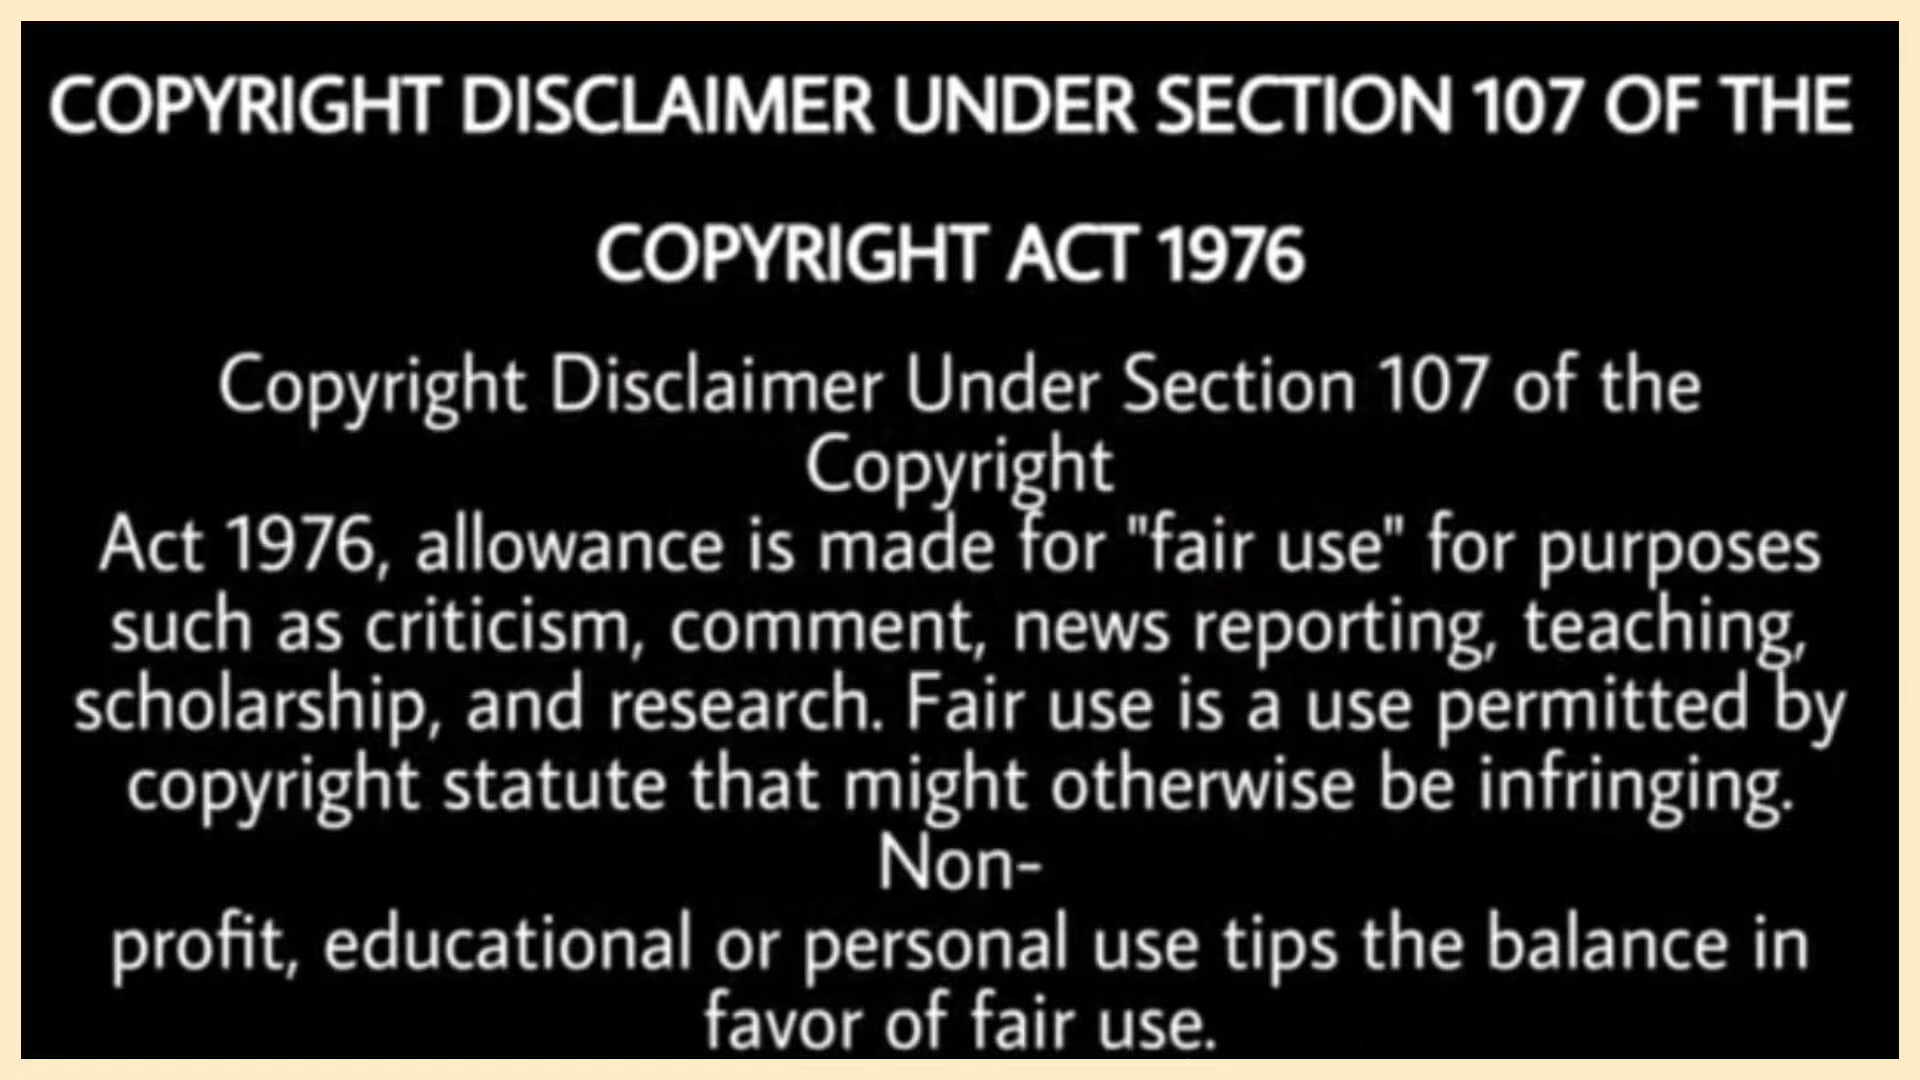 COPYRIGHT DISCLAIMER UNDER SECTION 107 OF THE
COPYRIGHT ACT 1976
Copyright Disclaimer Under Section 107 of the
Copyright
Act 1976, allowance is made for "fair use" for purposes
such as criticism, comment, news reporting, teaching,
scholarship, and research. Fair use is a use permitted by
copyright statute that might otherwise be infringing.
Non-
profit, educational or personal use tips the balance in
favor of fair use.